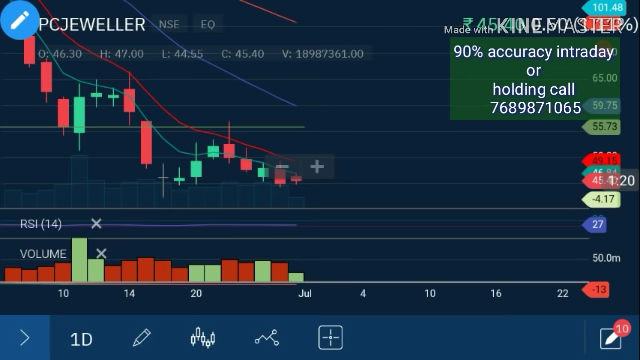 PCJEWELLER NSE EQ
Made with KINEMASTER
O: 46.30 H: 47.00 L: 44.55 C: 45.40 V: 18987361.00
90% accuracy intraday
or
holding call
7689871065
101.48
65.00
59.75
55.73
49.15
1:20
-4.17
RSI (14)
27
VOLUME
50.0m
-13
10 14 20 Jul 4 10 16 22
1D
10